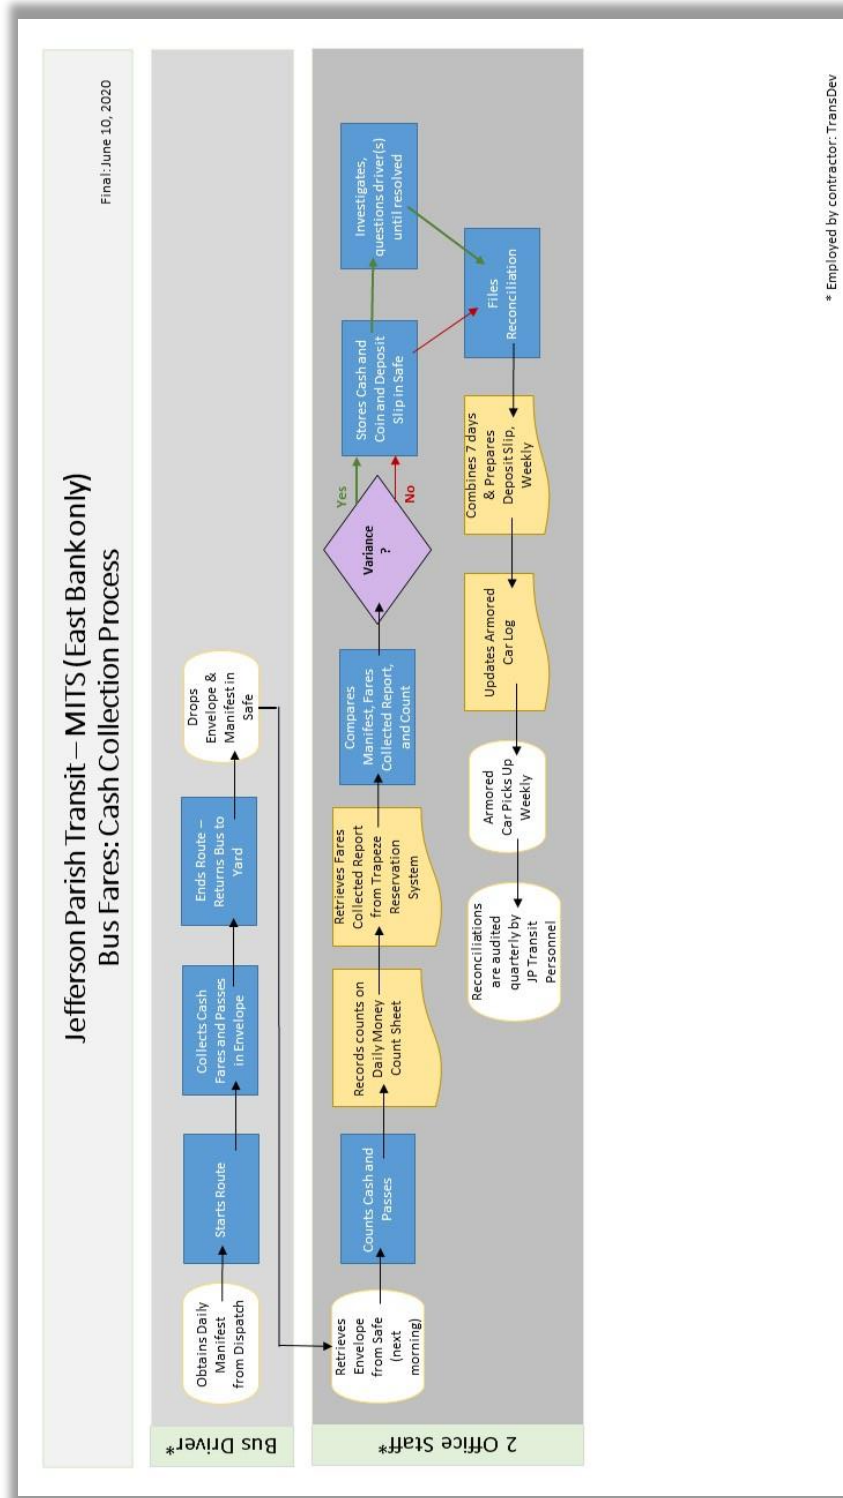 Jefferson Parish Transit – MITS (East Bank only)
Bus Fares: Cash Collection Process
Final: June 10, 2020
Bus Driver*
Obtains Daily
Manifest
from Dispatch
Starts Route
Collects Cash
Fares and Passes
in Envelope
Ends Route –
Returns Bus to
Yard
Drops
Envelope &
Manifest in
Safe
2 Office Staff*
Retrieves
Envelope
from Safe
(next
morning)
Counts Cash and
Passes
Records counts on
Daily Money
Count Sheet
Retrieves Fares
Collected Report
from Trapeze
Reservation
System
Compares
Manifest, Fares
Collected Report,
and Count
Variance
?
Yes
No
Stores Cash and
Coin and Deposit
Slip in Safe
Investigates,
questions driver(s)
until resolved
Files
Reconciliation
Combines 7 days
& Prepares
Deposit Slip,
Weekly
Updates Armored
Car Log
Armored
Car Picks Up
Weekly
Reconciliations
are audited
quarterly by
JP Transit
Personnel
* Employed by contractor: TransDev